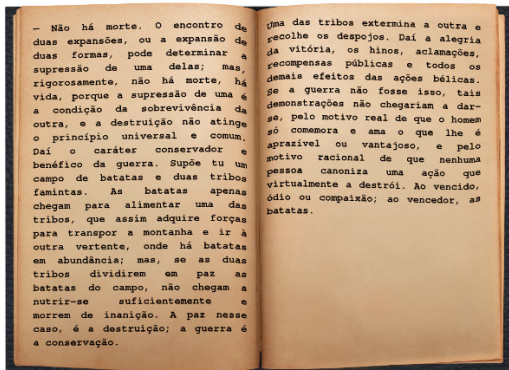 — Não há morte. O encontro de
duas expansões, ou a expansão de
duas formas, pode determinar a
supressão de uma delas; mas,
rigorosamente, não há morte, há
vida, porque a supressão de uma é
a condição da sobrevivência da
outra, e a destruição não atinge
o princípio universal e comum.
Daí o caráter conservador e
benéfico da guerra. Supõe tu um
campo de batatas e duas tribos
famintas. As batatas apenas
chegam para alimentar uma das
tribos, que assim adquire forças
para transpor a montanha e ir à
outra vertente, onde há batatas
em abundância; mas, se as duas
tribos dividirem em paz as
batatas do campo, não chegam a
nutrir-se suficientemente e
morrem de inanição. A paz nesse
caso, é a destruição; a guerra é
a conservação.
Uma das tribos extermina a outra e
recolhe os despojos. Daí a alegria
da vitória, os hinos, aclamações,
recompensas públicas e todos os
demais efeitos das ações bélicas.
Se a guerra não fosse isso, tais
demonstrações não chegariam a dar-
se, pelo motivo real de que o homem
só comemora e ama o que lhe é
aprazível ou vantajoso, e pelo
motivo racional de que nenhuma
pessoa canoniza uma ação que
virtualmente a destrói. Ao vencido,
ódio ou compaixão; ao vencedor, as
batatas.